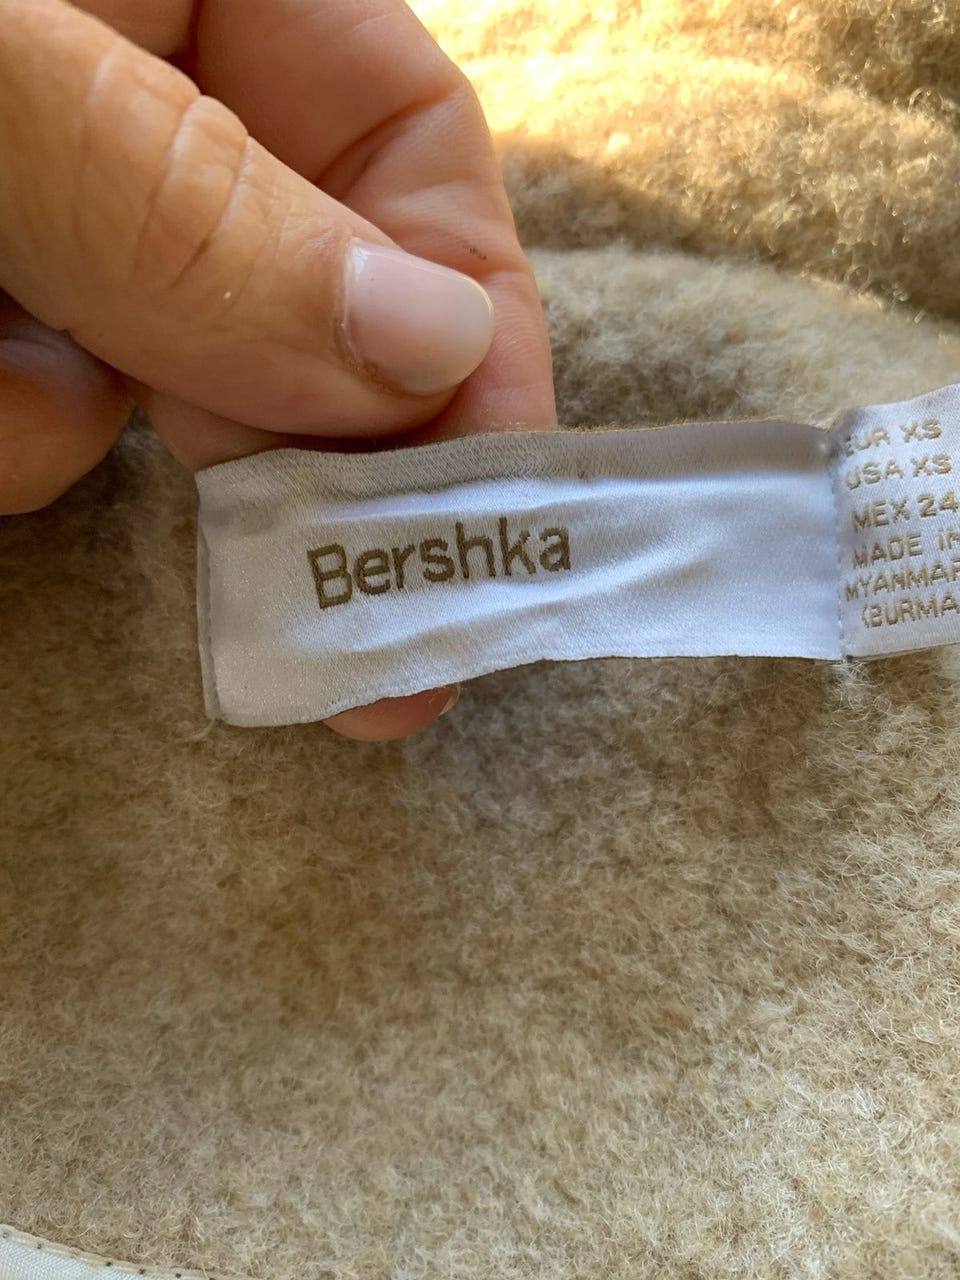 Bershka
EUR XS
USA XS
MEX 24
MADE IN
MYANMAR
(BURMA